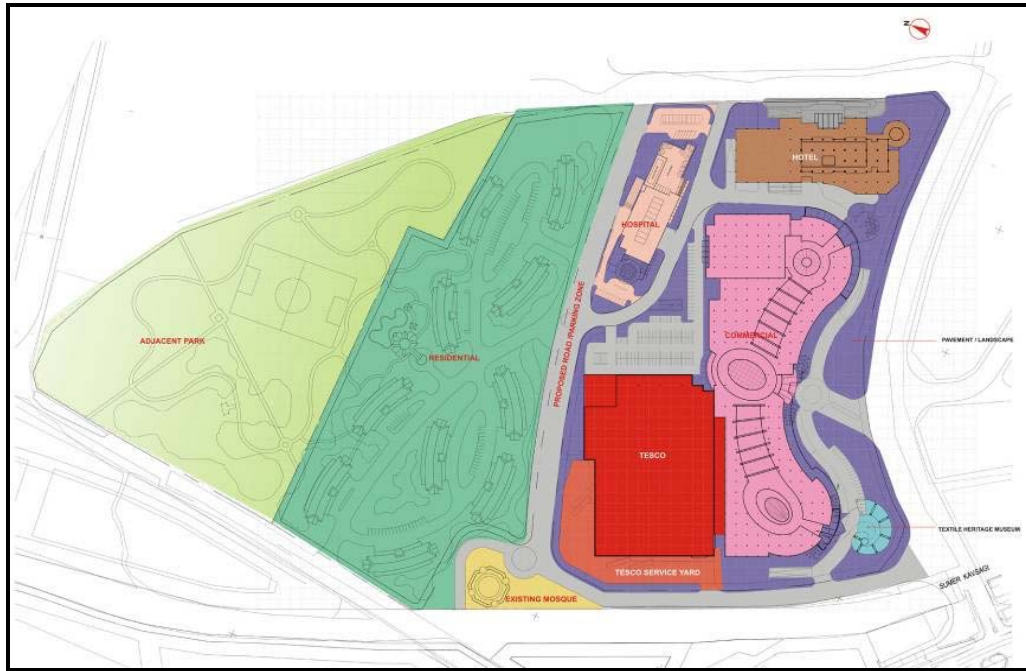 N
HOTEL
HOSPITAL
ADJACENT PARK
RESIDENTIAL
PROPOSED ROAD /PARKING ZONE
COMMERCIAL
PAVEMENT / LANDSCAPE
TESCO
TEXTILE HERITAGE MUSEUM
TESCO SERVICE YARD
SUMER KAVSAGI
EXISTING MOSQUE